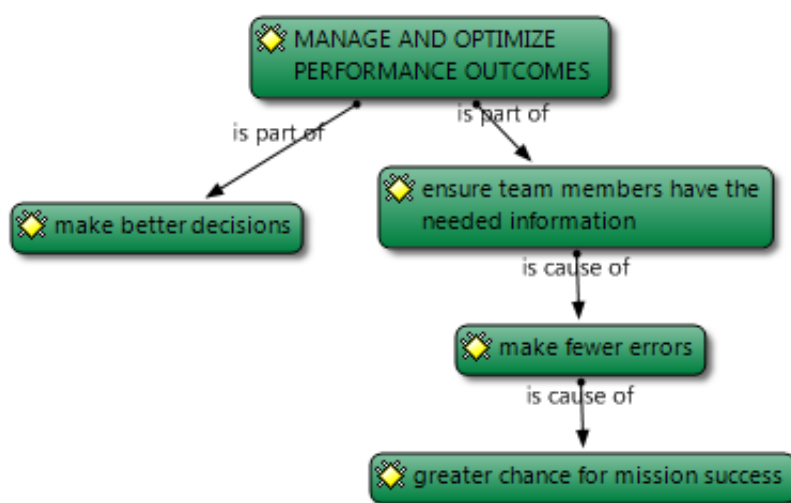 MANAGE AND OPTIMIZE
PERFORMANCE OUTCOMES
is part of
is part of
make better decisions
ensure team members have the
needed information
is cause of
make fewer errors
is cause of
greater chance for mission success